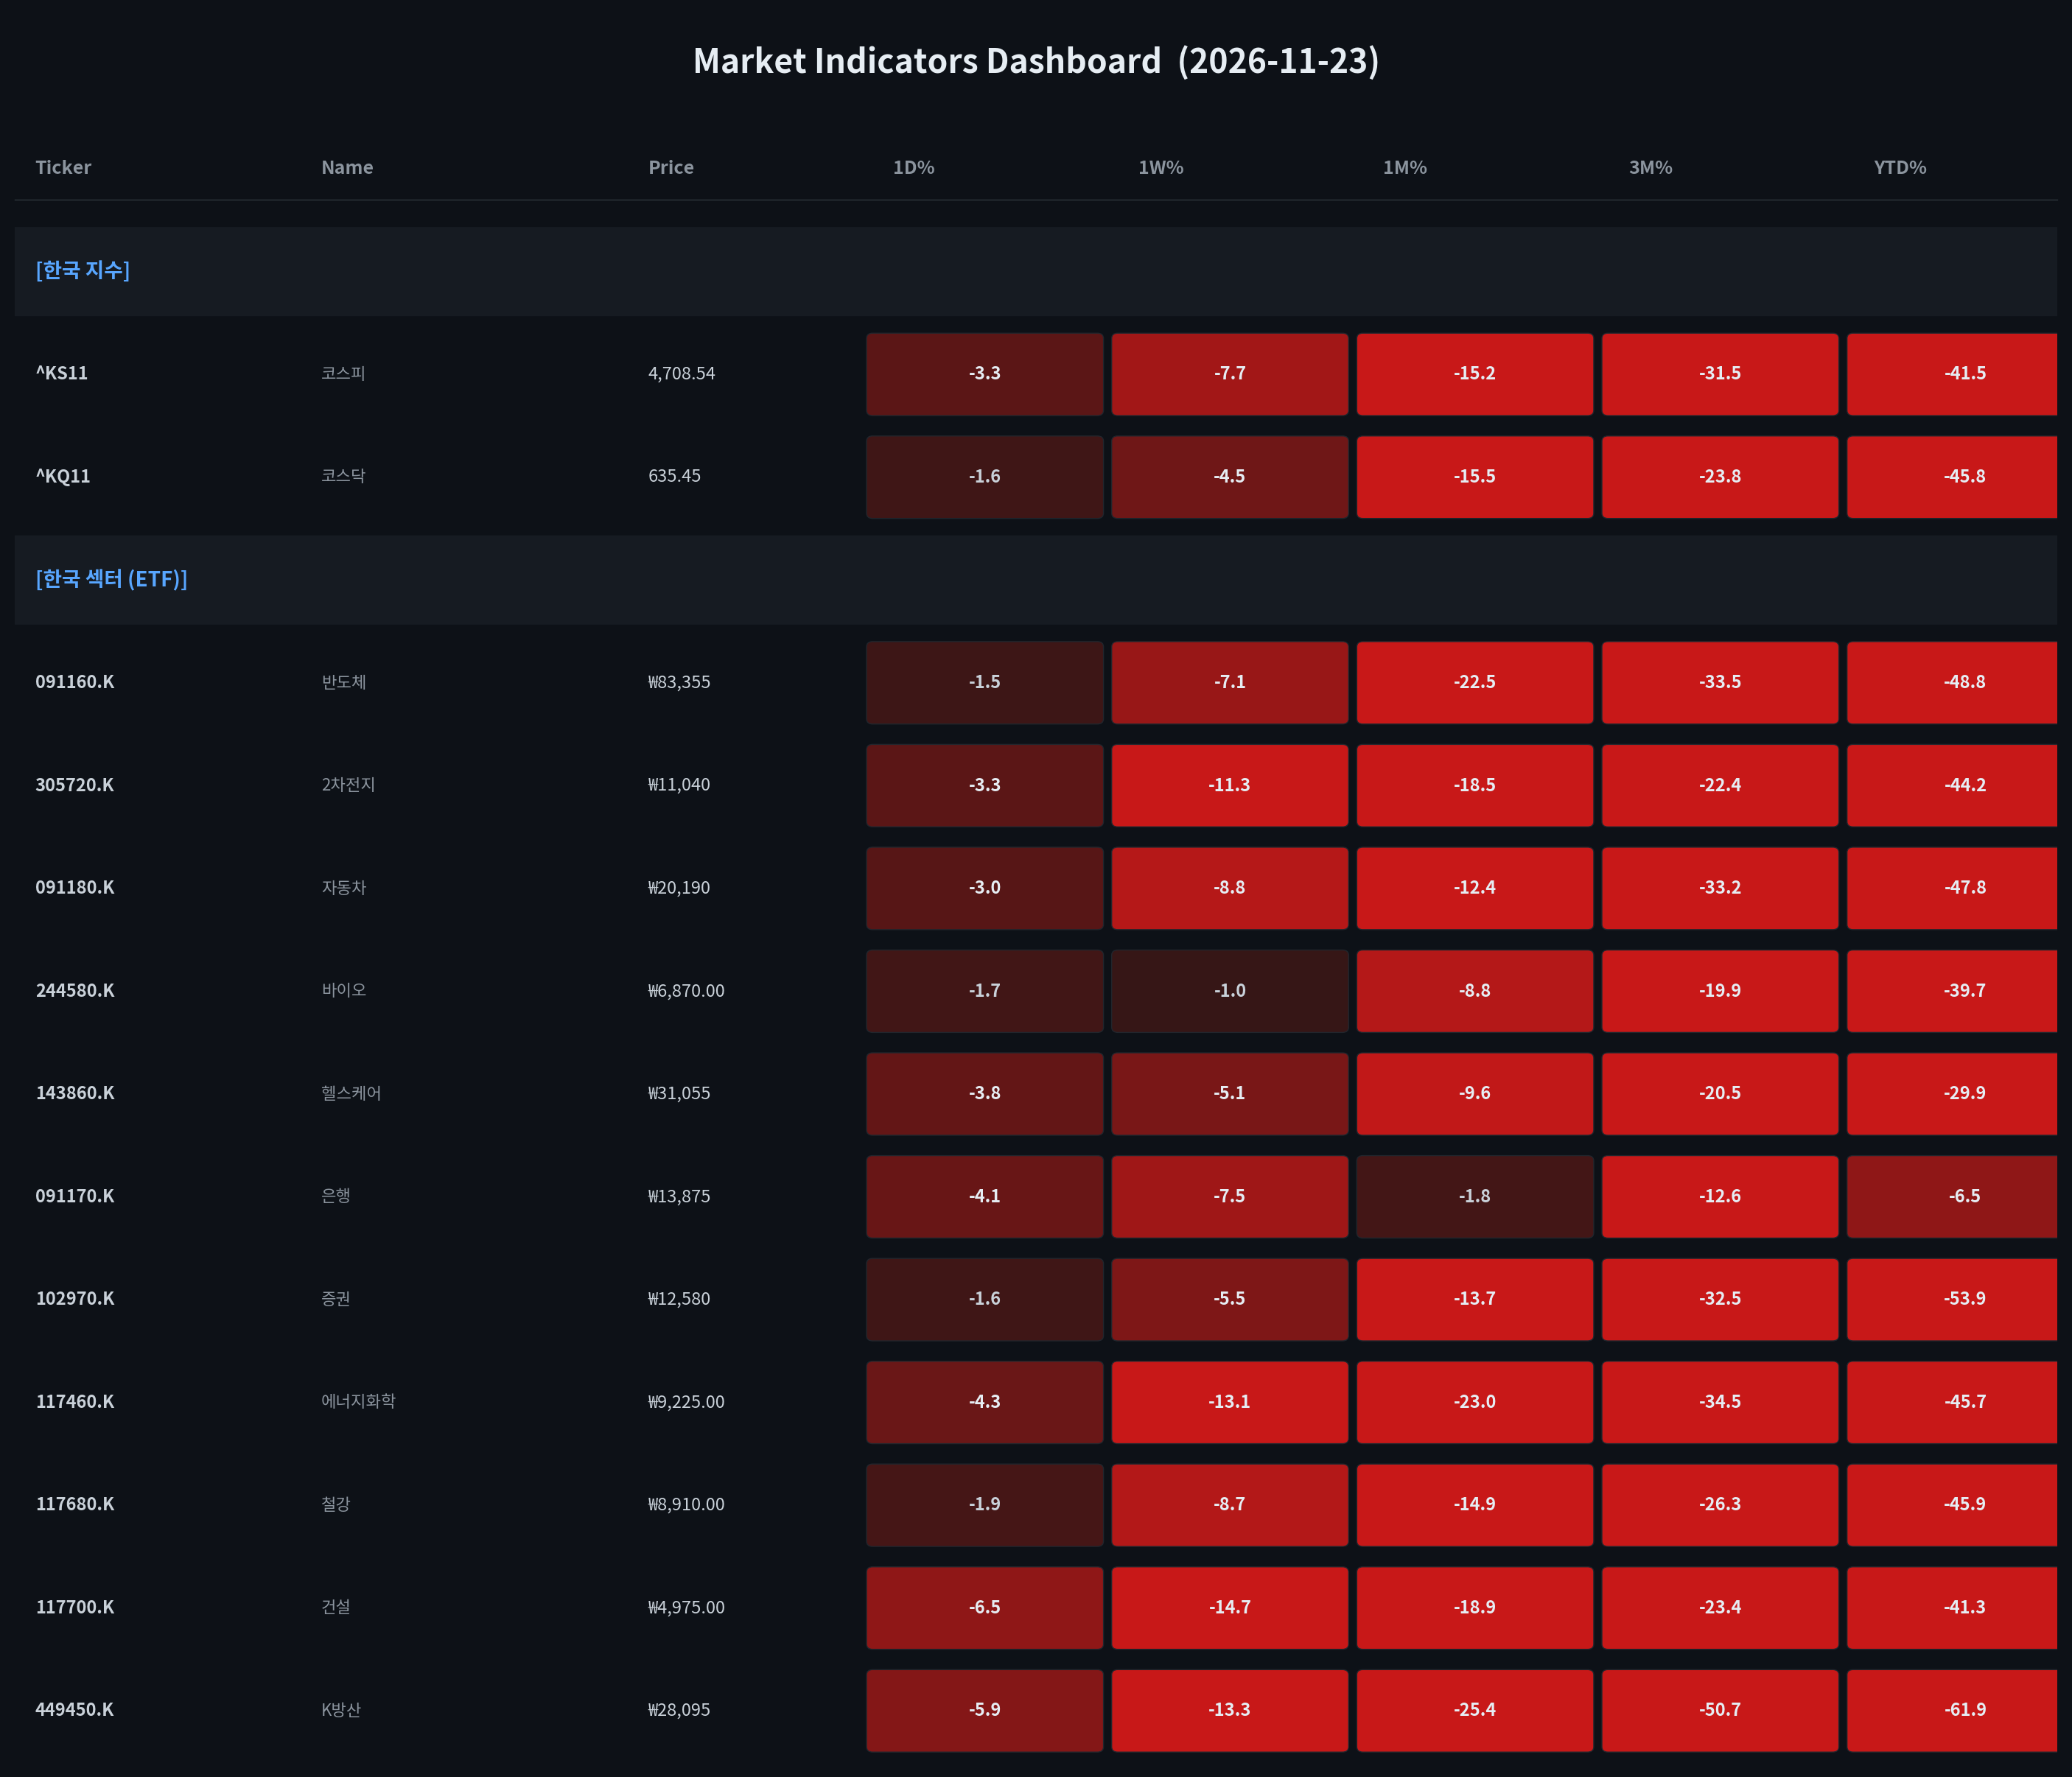 Market Indicators Dashboard (2026-11-23)
Ticker Name Price 1D% 1W% 1M% 3M% YTD%
[한국 지수]
^KS11 코스피 4,708.54 -3.3 -7.7 -15.2 -31.5 -41.5
^KQ11 코스닥 635.45 -1.6 -4.5 -15.5 -23.8 -45.8
[한국 섹터 (ETF)]
091160.K 반도체 ₩83,355 -1.5 -7.1 -22.5 -33.5 -48.8
305720.K 2차전지 ₩11,040 -3.3 -11.3 -18.5 -22.4 -44.2
091180.K 자동차 ₩20,190 -3.0 -8.8 -12.4 -33.2 -47.8
244580.K 바이오 ₩6,870.00 -1.7 -1.0 -8.8 -19.9 -39.7
143860.K 헬스케어 ₩31,055 -3.8 -5.1 -9.6 -20.5 -29.9
091170.K 은행 ₩13,875 -4.1 -7.5 -1.8 -12.6 -6.5
102970.K 증권 ₩12,580 -1.6 -5.5 -13.7 -32.5 -53.9
117460.K 에너지화학 ₩9,225.00 -4.3 -13.1 -23.0 -34.5 -45.7
117680.K 철강 ₩8,910.00 -1.9 -8.7 -14.9 -26.3 -45.9
117700.K 건설 ₩4,975.00 -6.5 -14.7 -18.9 -23.4 -41.3
449450.K K방산 ₩28,095 -5.9 -13.3 -25.4 -50.7 -61.9